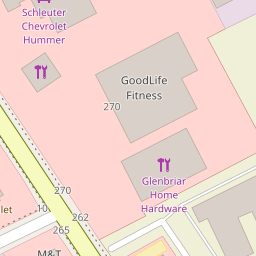 Schleuter
Chevrolet
Hummer
GoodLife
Fitness
270
Glenbriar
Home
Hardware
270
262
265
M&T